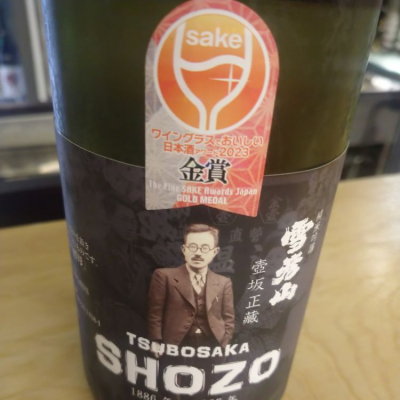 sake
ワイングラスでおいしい
日本酒アワード2023
金賞
The Fine SAKE Awards Japan
GOLD MEDAL
雪彦山
壺坂正蔵
TSUBOSAKA
SHOZO
1886